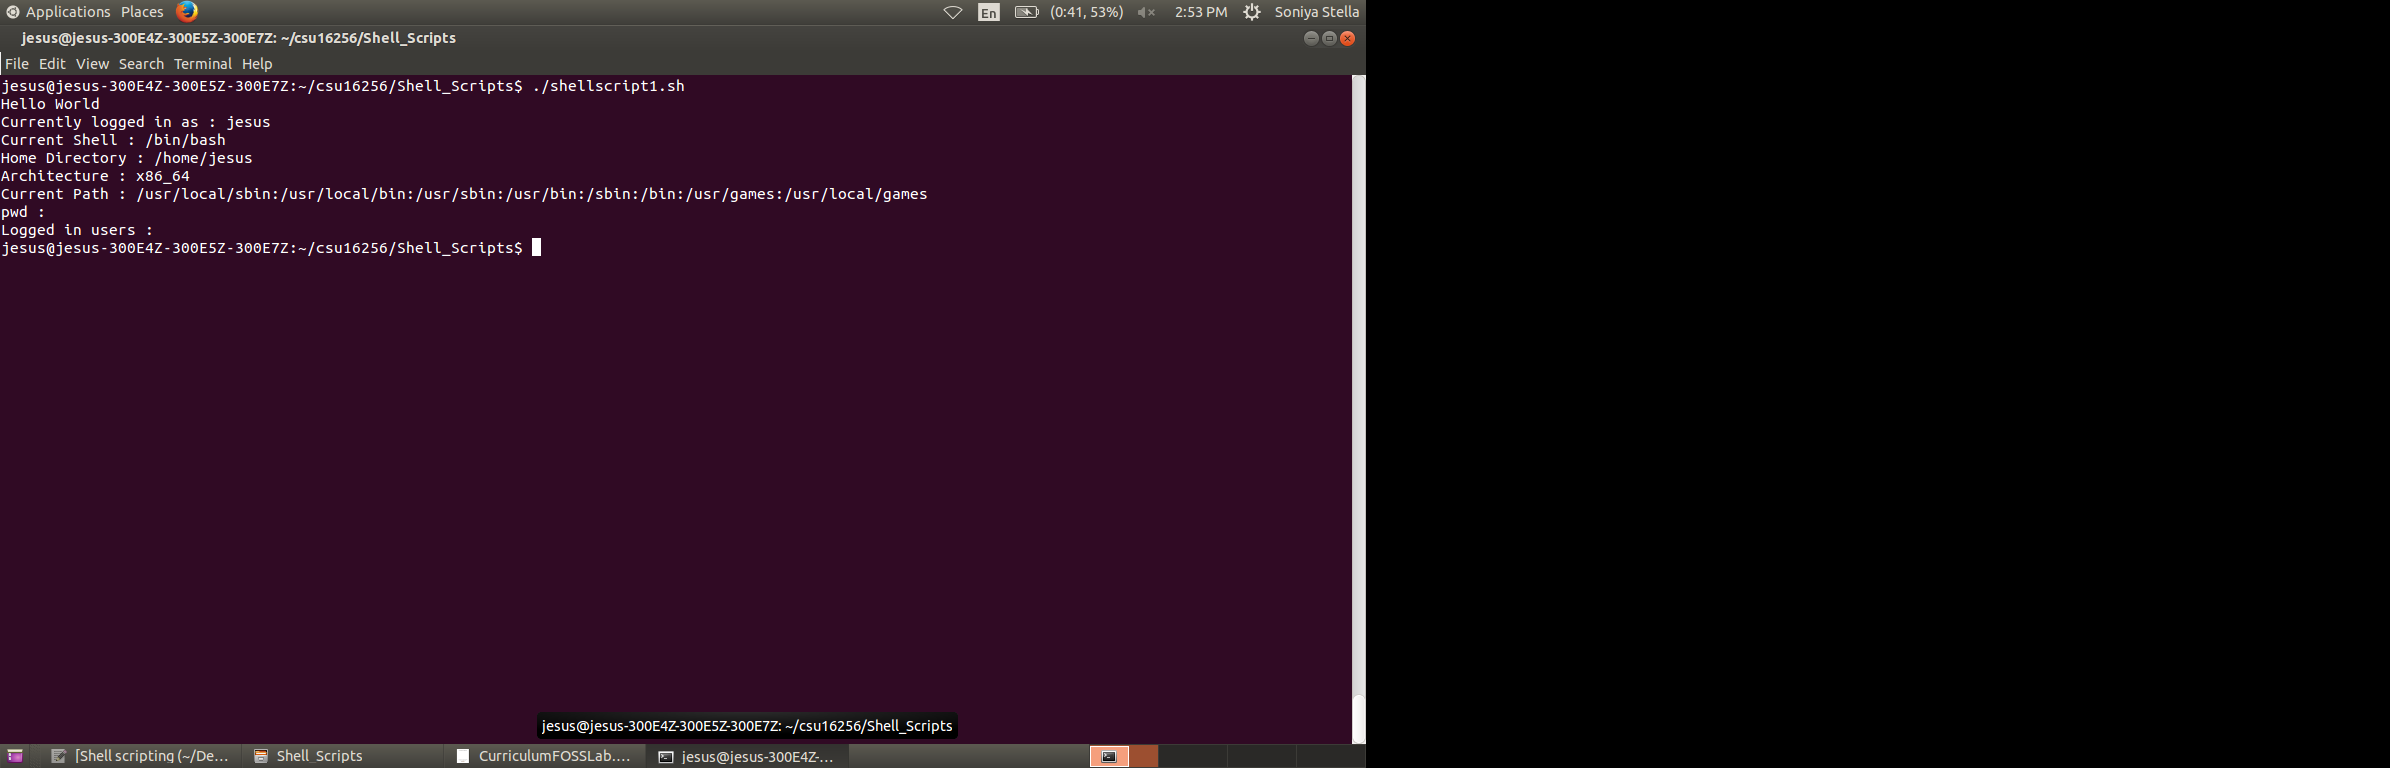 Applications Places En (0:41, 53%) 2:53 PM Soniya Stella
jesus@jesus-300E4Z-300E5Z-300E7Z: ~/csu16256/Shell_Scripts
File Edit View Search Terminal Help
jesus@jesus-300E4Z-300E5Z-300E7Z:~/csu16256/Shell_Scripts$ ./shellscript1.sh
Hello World
Currently logged in as : jesus
Current Shell : /bin/bash
Home Directory : /home/jesus
Architecture : x86_64
Current Path : /usr/local/sbin:/usr/local/bin:/usr/sbin:/usr/bin:/sbin:/bin:/usr/games:/usr/local/games
pwd :
Logged in users :
jesus@jesus-300E4Z-300E5Z-300E7Z:~/csu16256/Shell_Scripts$
jesus@jesus-300E4Z-300E5Z-300E7Z: ~/csu16256/Shell_Scripts
[Shell scripting (~/De... Shell_Scripts CurriculumFOSSLab.... jesus@jesus-300E4Z-...